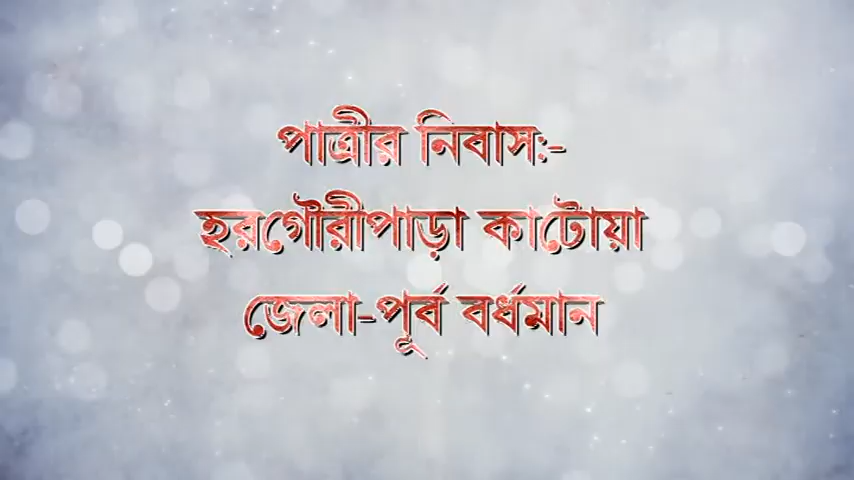 পাত্রীর নিবাস:-
হরগৌরীপাড়া কাটোয়া
জেলা-পূর্ব বর্ধমান